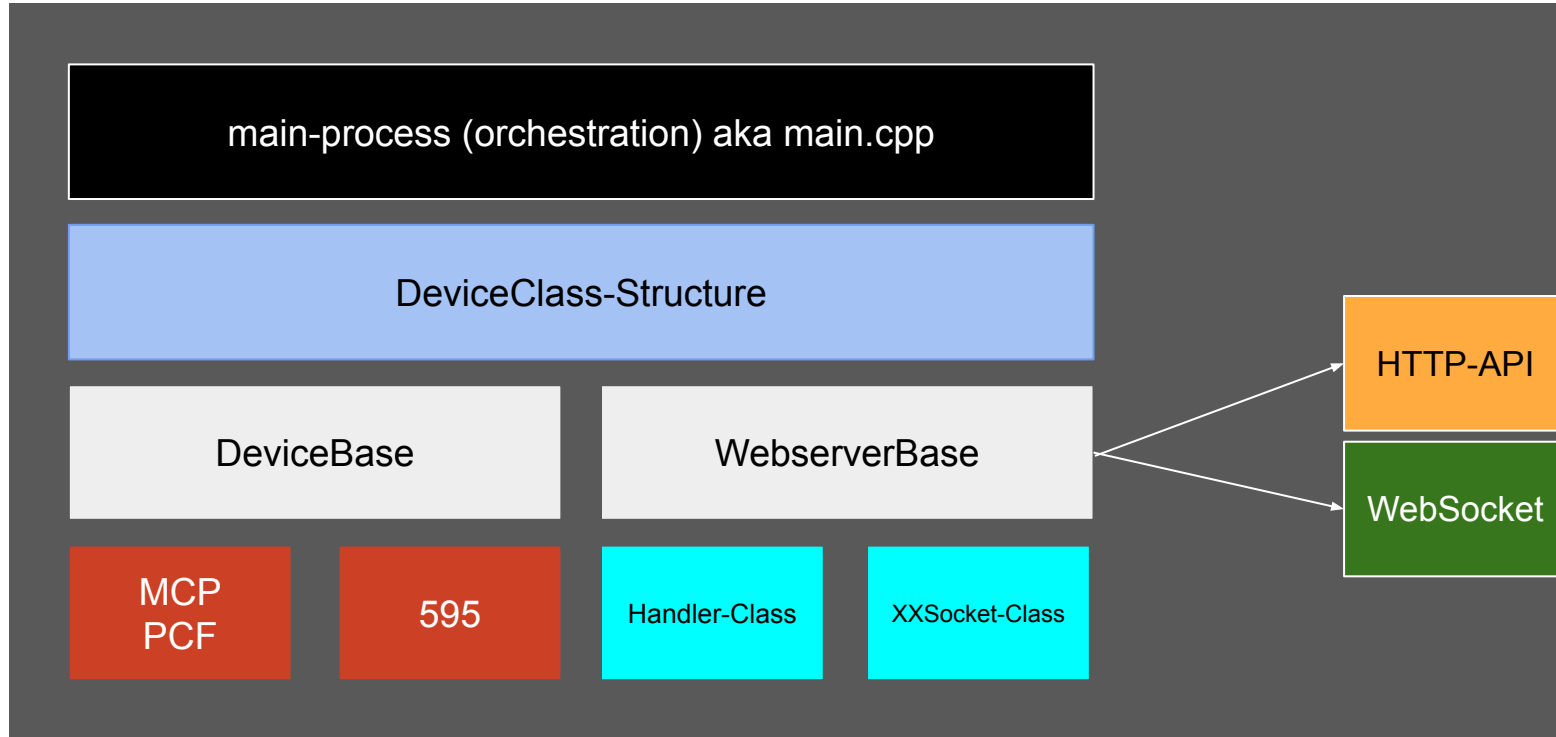 main-process (orchestration) aka main.cpp
DeviceClass-Structure
HTTP-API
DeviceBase
WebserverBase
WebSocket
MCP
PCF
595
Handler-Class
XXSocket-Class